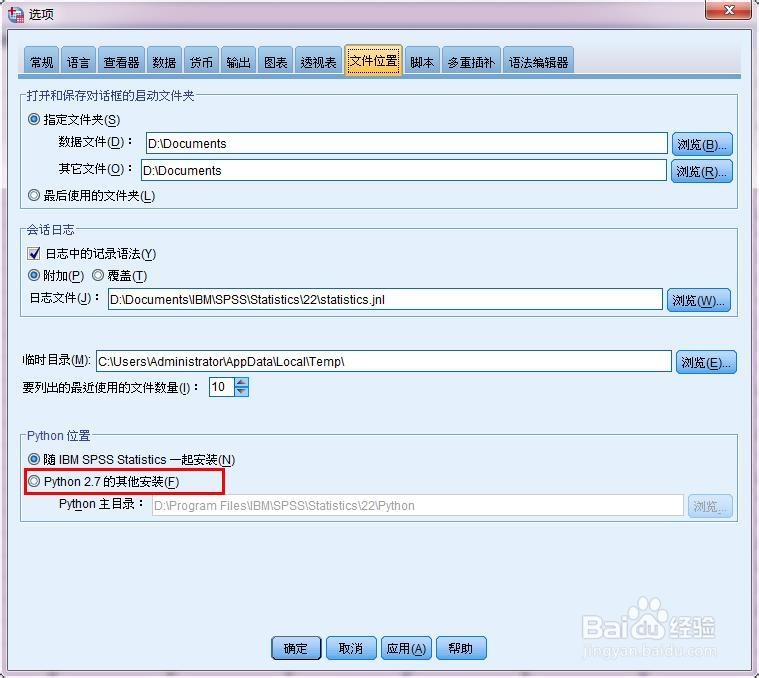 选项
常规 语言 查看器 数据 货币 输出 图表 透视表 文件位置 脚本 多重插补 语法编辑器
打开和保存对话框的启动文件夹
指定文件夹(S)
数据文件(D)： D:\Documents 浏览(B)...
其它文件(O)： D:\Documents 浏览(R)...
最后使用的文件夹(L)
会话日志
日志中的记录语法(Y)
附加(P) 覆盖(T)
日志文件(J)： D:\Documents\IBM\SPSS\Statistics\22\statistics.jnl 浏览(W)...
临时目录(M): C:\Users\Administrator\AppData\Local\Temp\ 浏览(E)...
要列出的最近使用的文件数量(I)： 10
Python 位置
随 IBM SPSS Statistics 一起安装(N)
Python 2.7 的其他安装(F)
Python 主目录： D:\Program Files\IBM\SPSS\Statistics\22\Python 浏览...
确定 取消 应用(A) 帮助
Baidu 经验
jingyan.baidu.com